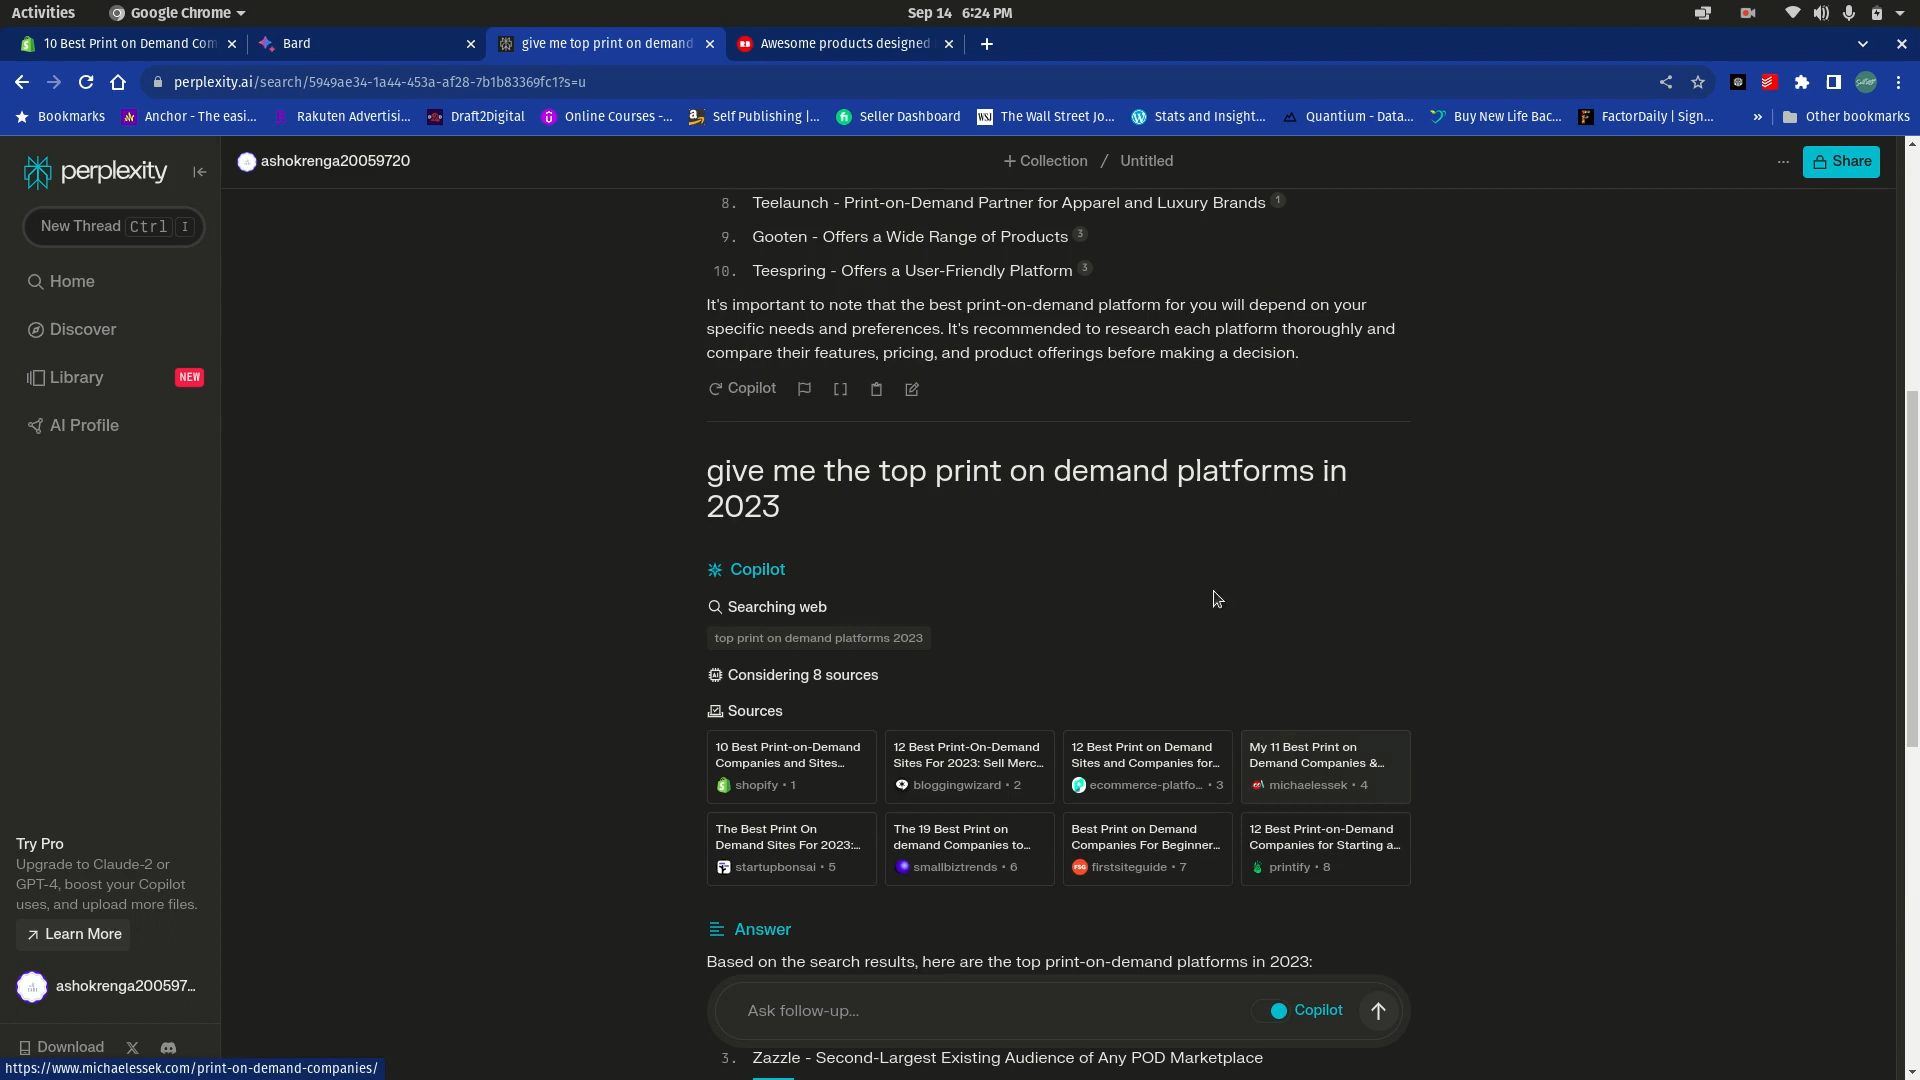 Activities
Google Chrome
Sep 14 6:24 PM
10 Best Print on Demand Com
Bard
give me top print on demand
Awesome products designed
perplexity.ai/search/5949ae34-1a44-453a-af28-7b1b83369fc1?s=u
Bookmarks
Anchor - The easi...
Rakuten Advertisi...
Draft2Digital
Online Courses -...
Self Publishing |...
Seller Dashboard
WSJ
The Wall Street Jo...
Stats and Insight...
Quantium - Data...
Buy New Life Bac...
FactorDaily | Sign...
»
Other bookmarks
perplexity
New Thread Ctrl I
Home
Discover
Library NEW
AI Profile
Try Pro
Upgrade to Claude-2 or
GPT-4, boost your Copilot
uses, and upload more files.
Learn More
ashokrenga200597...
Download
https://www.michaelessek.com/print-on-demand-companies/
ashokrenga20059720
+ Collection / Untitled
Share
8. Teelaunch - Print-on-Demand Partner for Apparel and Luxury Brands 1
9. Gooten - Offers a Wide Range of Products 3
10. Teespring - Offers a User-Friendly Platform 3
It's important to note that the best print-on-demand platform for you will depend on your
specific needs and preferences. It's recommended to research each platform thoroughly and
compare their features, pricing, and product offerings before making a decision.
Copilot
give me the top print on demand platforms in
2023
Copilot
Searching web
top print on demand platforms 2023
Considering 8 sources
Sources
10 Best Print-on-Demand
Companies and Sites...
shopify • 1
12 Best Print-On-Demand
Sites For 2023: Sell Merc...
bloggingwizard • 2
12 Best Print on Demand
Sites and Companies for...
ecommerce-platfo... • 3
My 11 Best Print on
Demand Companies &...
michaelessek • 4
The Best Print On
Demand Sites For 2023:...
startupbonsai • 5
The 19 Best Print on
demand Companies to...
smallbiztrends • 6
Best Print on Demand
Companies For Beginner...
FSG
firstsiteguide • 7
12 Best Print-on-Demand
Companies for Starting a...
printify • 8
Answer
Based on the search results, here are the top print-on-demand platforms in 2023:
Ask follow-up...
Copilot
3. Zazzle - Second-Largest Existing Audience of Any POD Marketplace